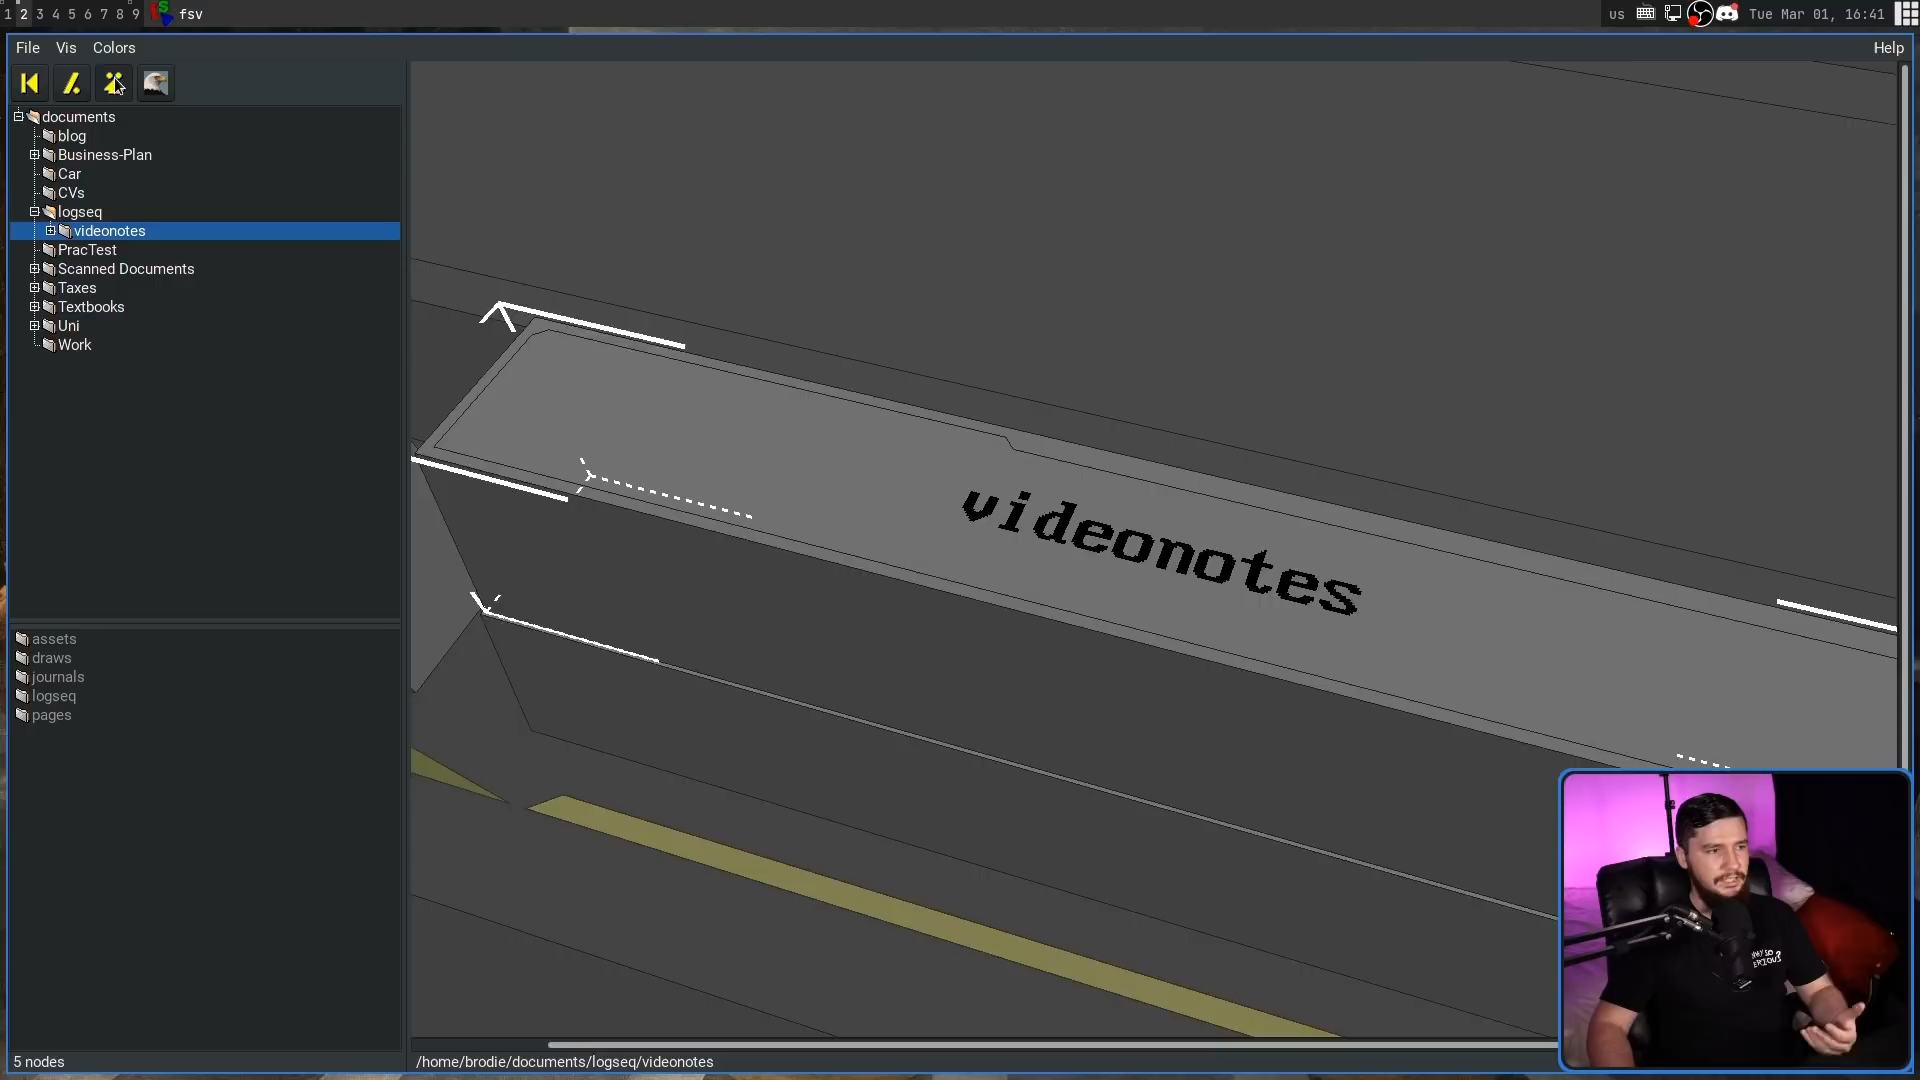 1 2 3 4 5 6 7 8 9 fsv
us Tue Mar 01, 16:41
File Vis Colors Help
documents
blog
Business-Plan
Car
CVs
logseq
videonotes
PracTest
Scanned Documents
Taxes
Textbooks
Uni
Work
videonotes
assets
draws
journals
logseq
pages
5 nodes
/home/brodie/documents/logseq/videonotes